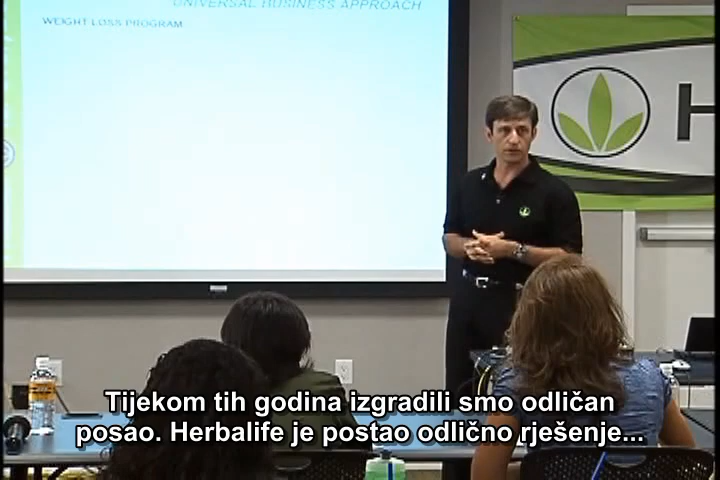 UNIVERSAL BUSINESS APPROACH
WEIGHT LOSS PROGRAM
H
Tijekom tih godina izgradili smo odličan
posao. Herbalife je postao odlično rješenje...